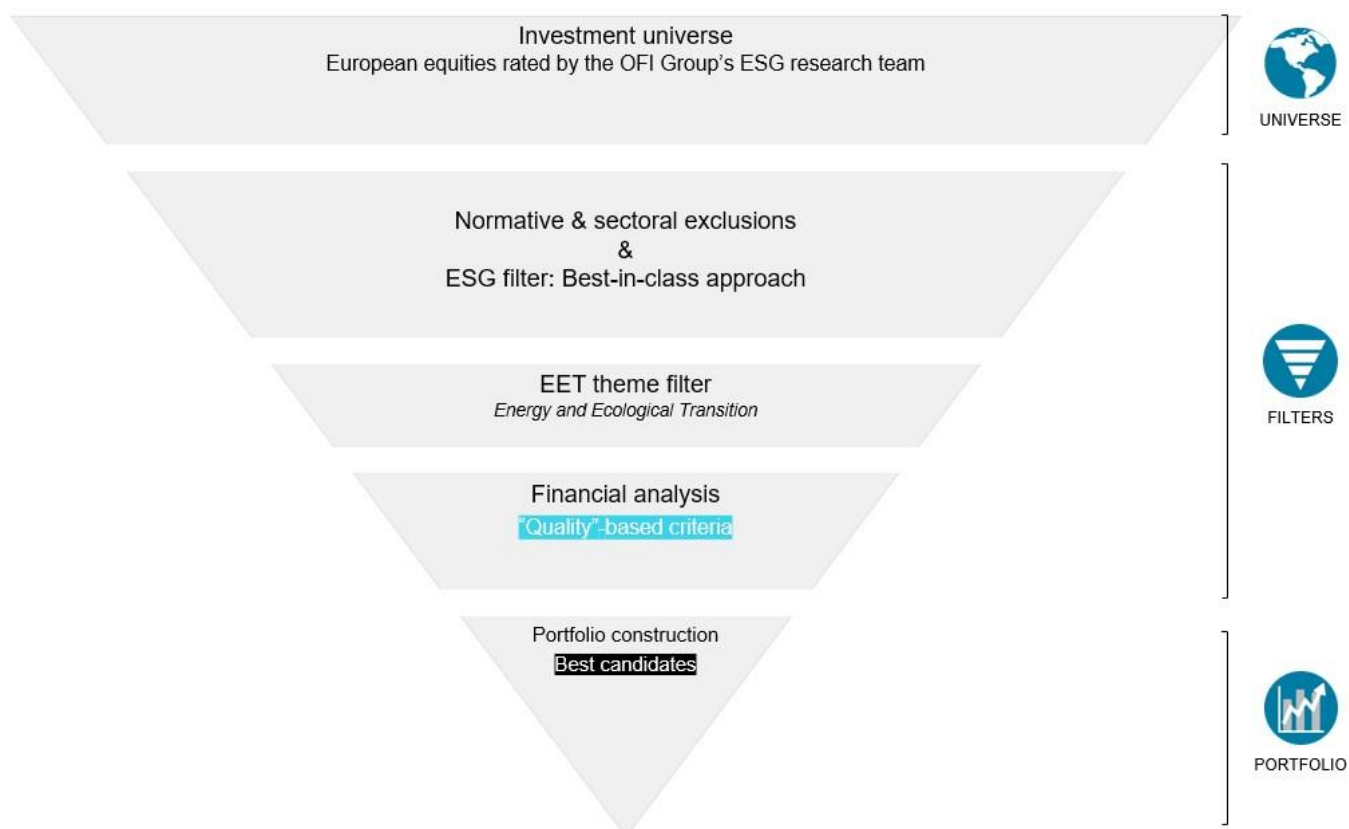 Investment universe
European equities rated by the OFI Group's ESG research team
UNIVERSE
Normative & sectoral exclusions
&
ESG filter: Best-in-class approach
EET theme filter
Energy and Ecological Transition
FILTERS
Financial analysis
"Quality"-based criteria
Portfolio construction
Best candidates
PORTFOLIO